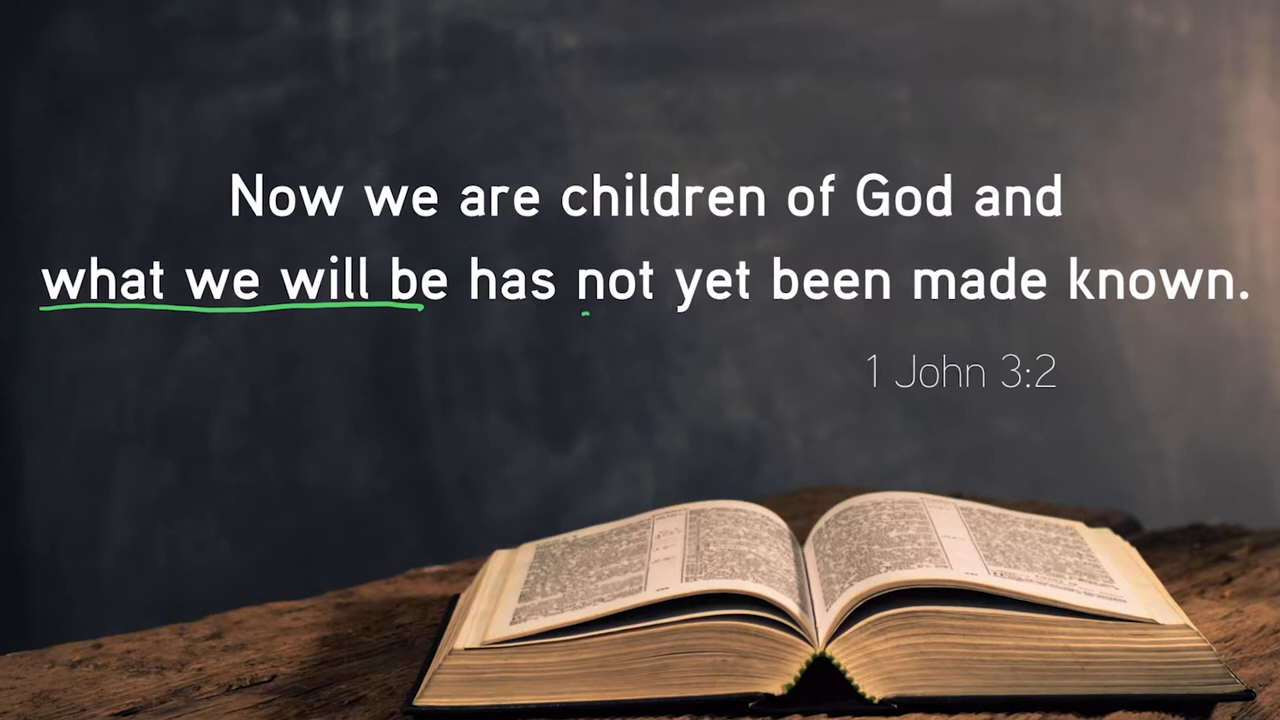 Now we are children of God and
what we will be has not yet been made known.
1 John 3:2